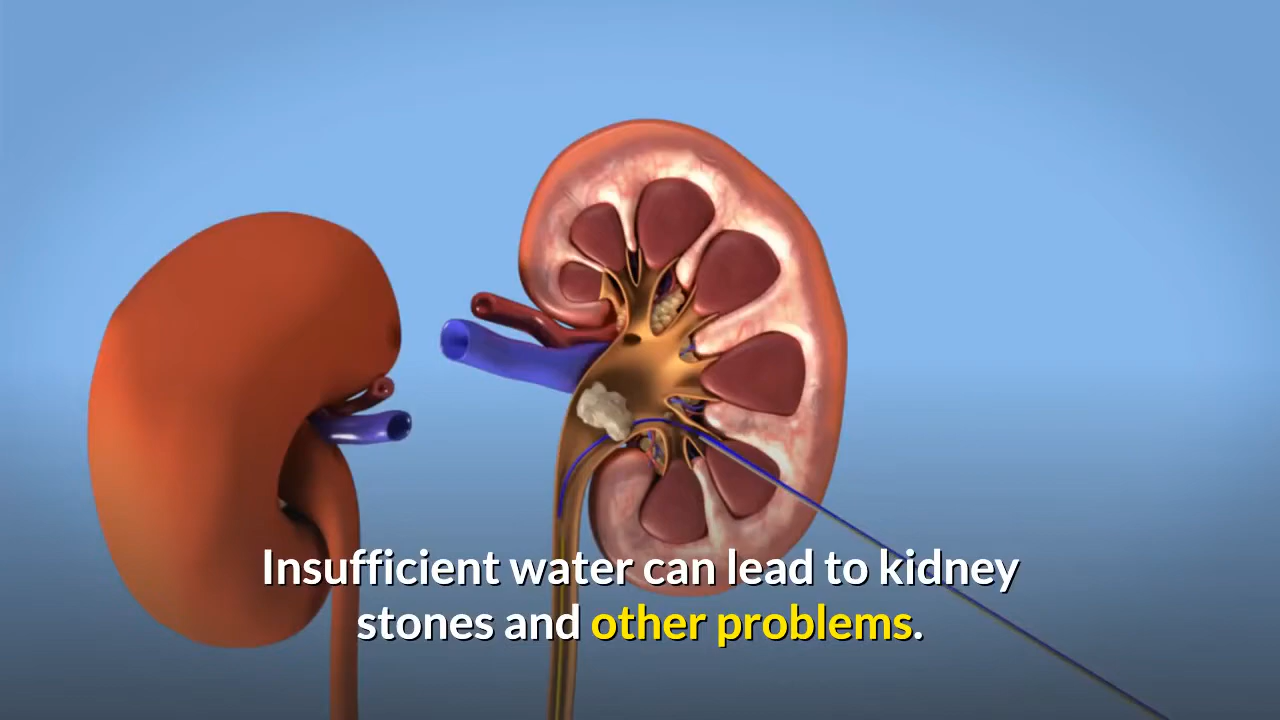 Insufficient water can lead to kidney
stones and other problems.